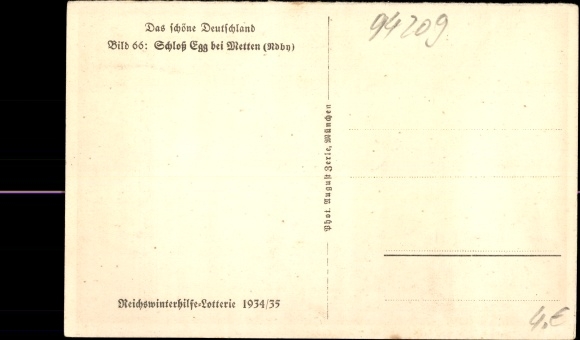 Das schöne Deutschland
Bild 66: Schloß Egg bei Metten (Ndby)
94209
Phot. August Zerle, München
Reichswinterhilfe-Lotterie 1934/35
4.€